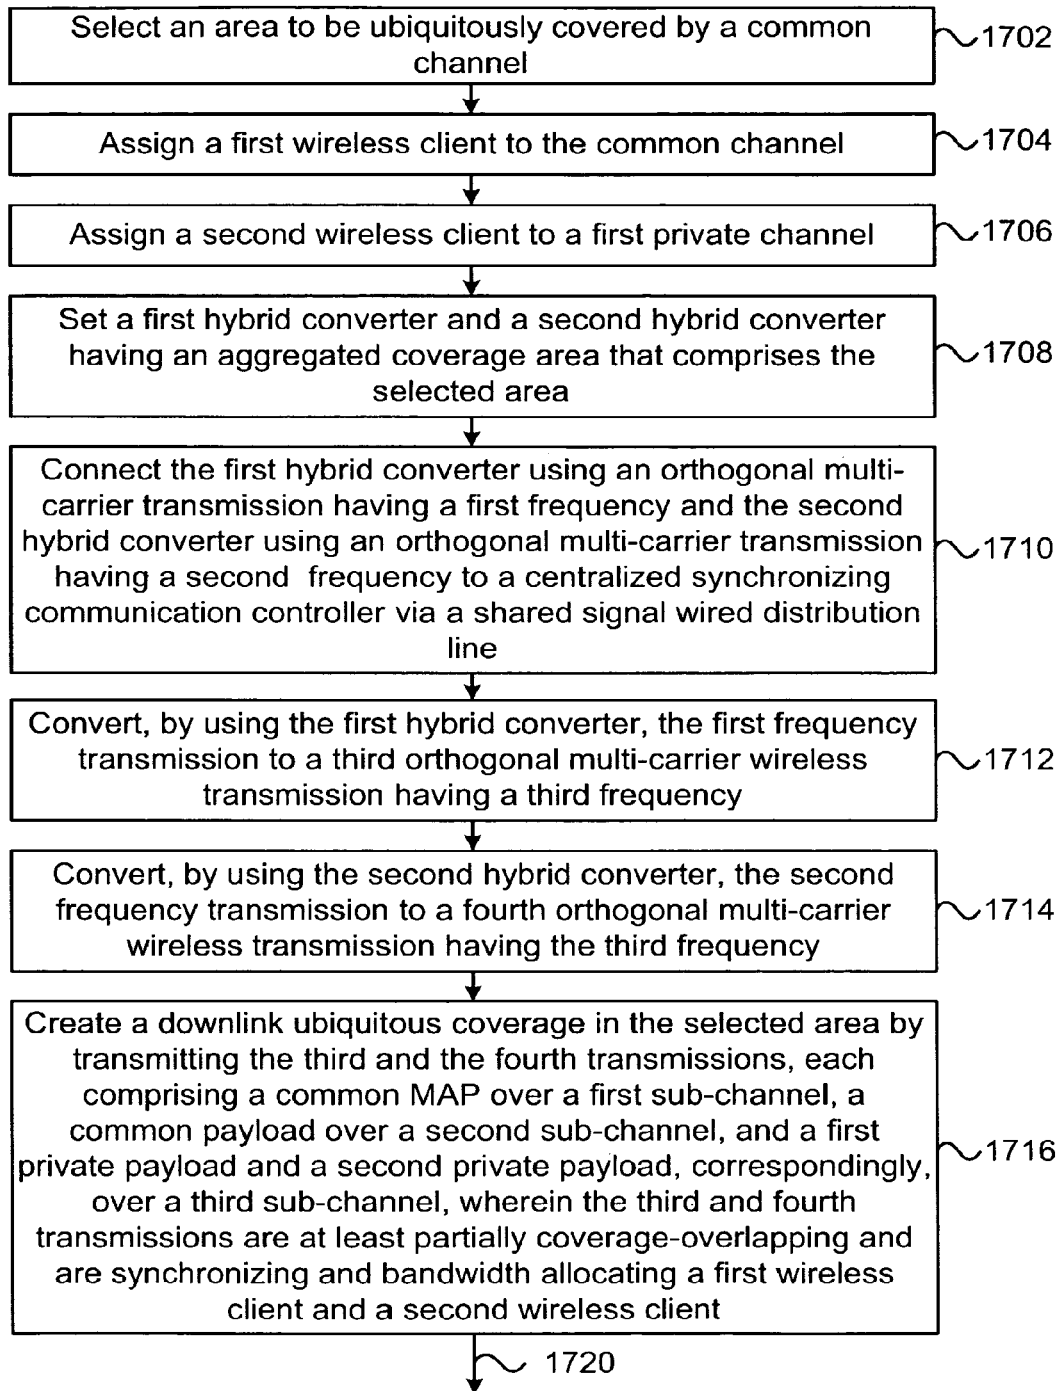 Select an area to be ubiquitously covered by a common
channel
1702
Assign a first wireless client to the common channel
1704
Assign a second wireless client to a first private channel
1706
Set a first hybrid converter and a second hybrid converter
having an aggregated coverage area that comprises the
selected area
1708
Connect the first hybrid converter using an orthogonal multi-
carrier transmission having a first frequency and the second
hybrid converter using an orthogonal multi-carrier transmission
having a second frequency to a centralized synchronizing
communication controller via a shared signal wired distribution
line
1710
Convert, by using the first hybrid converter, the first frequency
transmission to a third orthogonal multi-carrier wireless
transmission having a third frequency
1712
Convert, by using the second hybrid converter, the second
frequency transmission to a fourth orthogonal multi-carrier
wireless transmission having the third frequency
1714
Create a downlink ubiquitous coverage in the selected area by
transmitting the third and the fourth transmissions, each
comprising a common MAP over a first sub-channel, a
common payload over a second sub-channel, and a first
private payload and a second private payload, correspondingly,
over a third sub-channel, wherein the third and fourth
transmissions are at least partially coverage-overlapping and
are synchronizing and bandwidth allocating a first wireless
client and a second wireless client
1716
1720